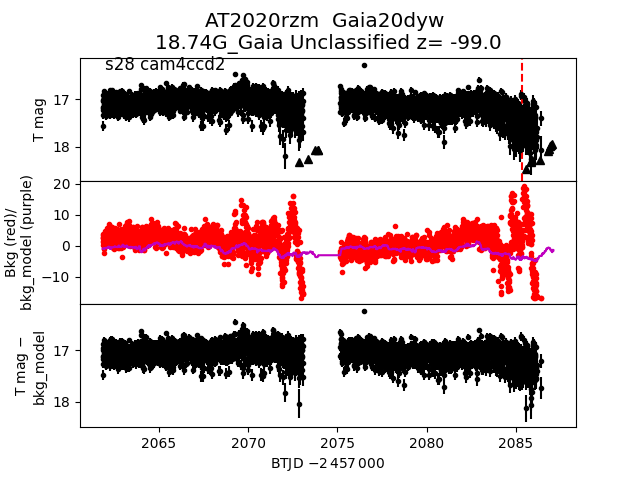 AT2020rzm  Gaia20dyw
18.74G_Gaia Unclassified z= -99.0
s28 cam4ccd2
T mag
17
18
Bkg (red)/
bkg_model (purple)
20
10
0
−10
T mag −
bkg_model
17
18
2065
2070
2075
2080
2085
BTJD −2 457 000